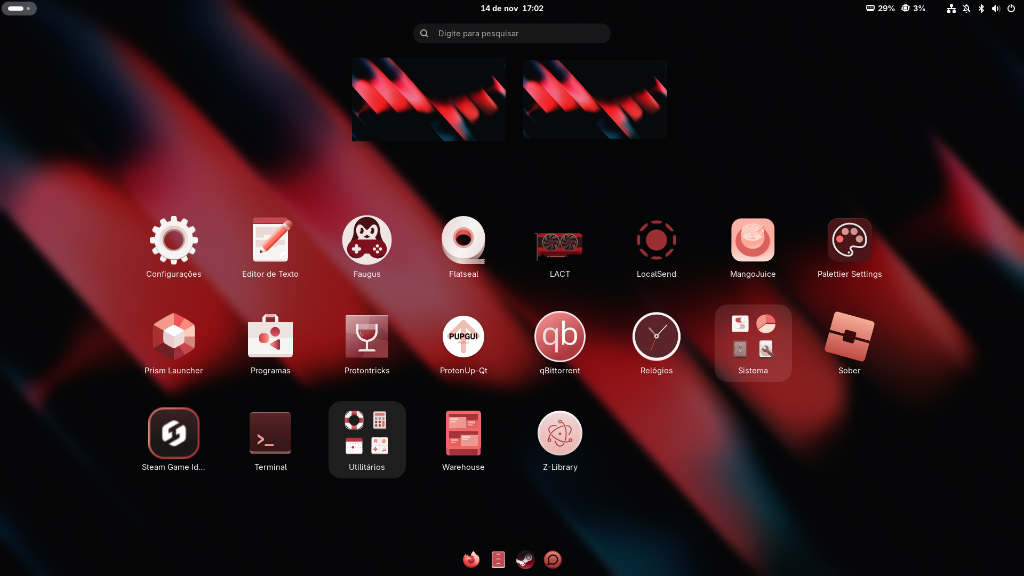 14 de nov 17:02
29% 3%
Digite para pesquisar
Configurações Editor de Texto Faugus Flatseal LACT LocalSend MangoJuice Palettier Settings
PUPGUI
qb
Prism Launcher Programas Protontricks ProtonUp-Qt qBittorrent Relógios Sistema Sober
>_
Steam Game Id... Terminal Utilitários Warehouse Z-Library